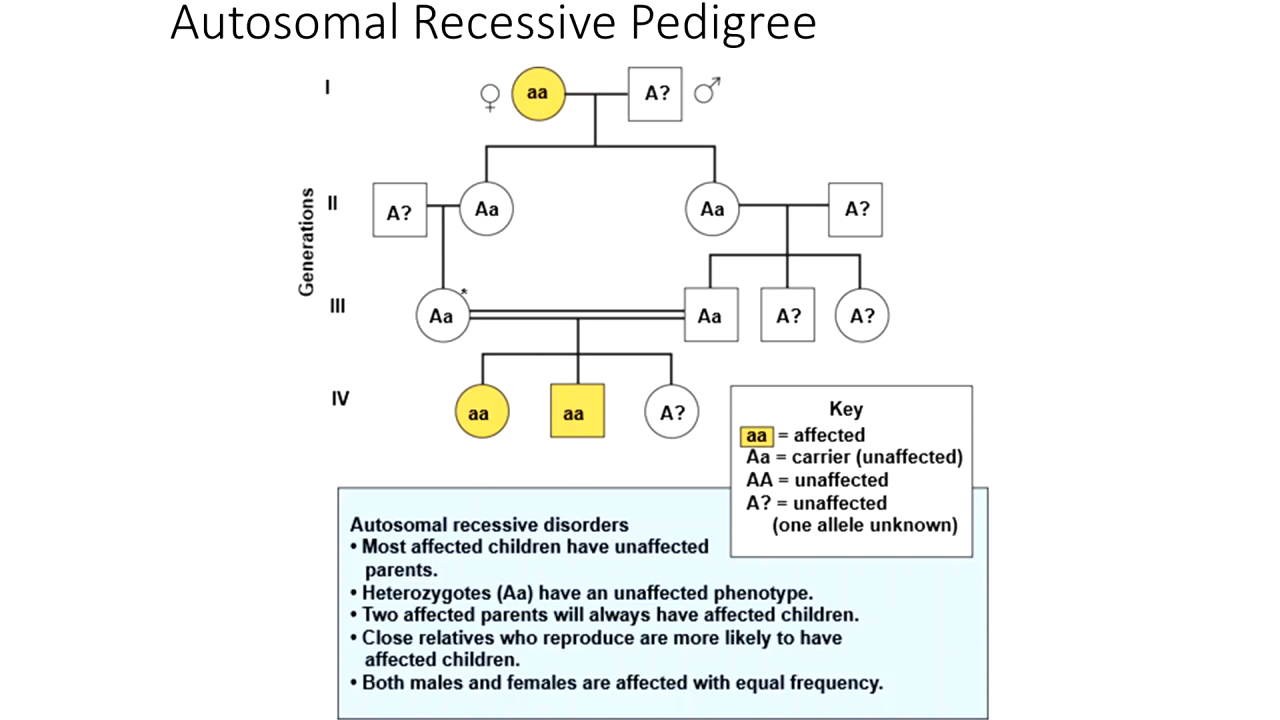 Autosomal Recessive Pedigree
I
aa
A?
Generations
II
A?
Aa
Aa
A?
III
Aa
*
Aa
A?
A?
IV
aa
aa
A?
Key
aa = affected
Aa = carrier (unaffected)
AA = unaffected
A? = unaffected
(one allele unknown)
Autosomal recessive disorders
• Most affected children have unaffected
parents.
• Heterozygotes (Aa) have an unaffected phenotype.
• Two affected parents will always have affected children.
• Close relatives who reproduce are more likely to have
affected children.
• Both males and females are affected with equal frequency.